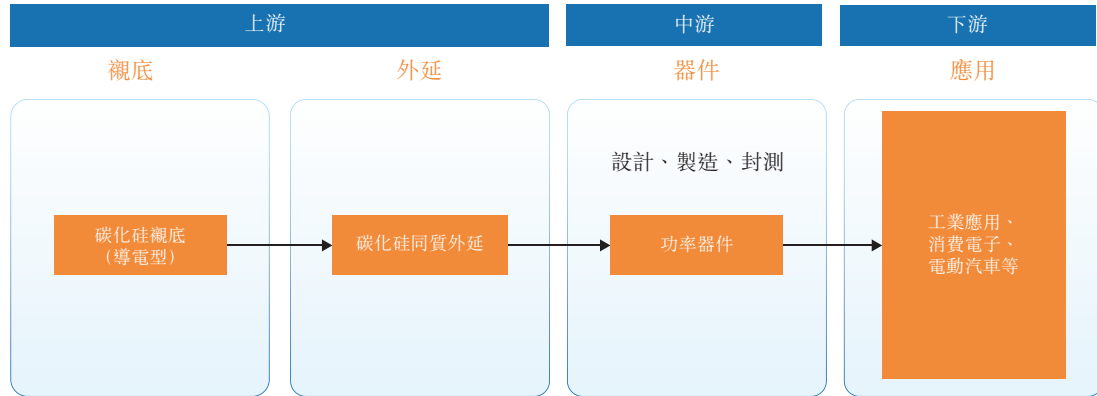 上游
中游
下游
襯底
外延
器件
應用
設計、製造、封測
碳化硅襯底
(導電型)
碳化硅同質外延
功率器件
工業應用、
消費電子、
電動汽車等